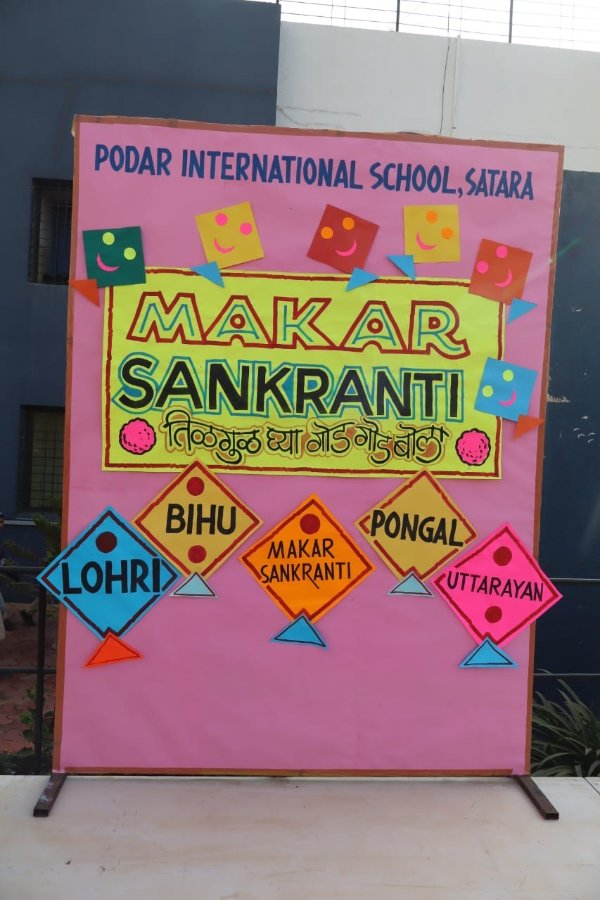 PODAR INTERNATIONAL SCHOOL, SATARA
MAKAR
SANKRANTI
तिळगुळ घ्या गोड गोड बोला
BIHU
PONGAL
LOHRI
MAKAR
SANKRANTI
UTTARAYAN